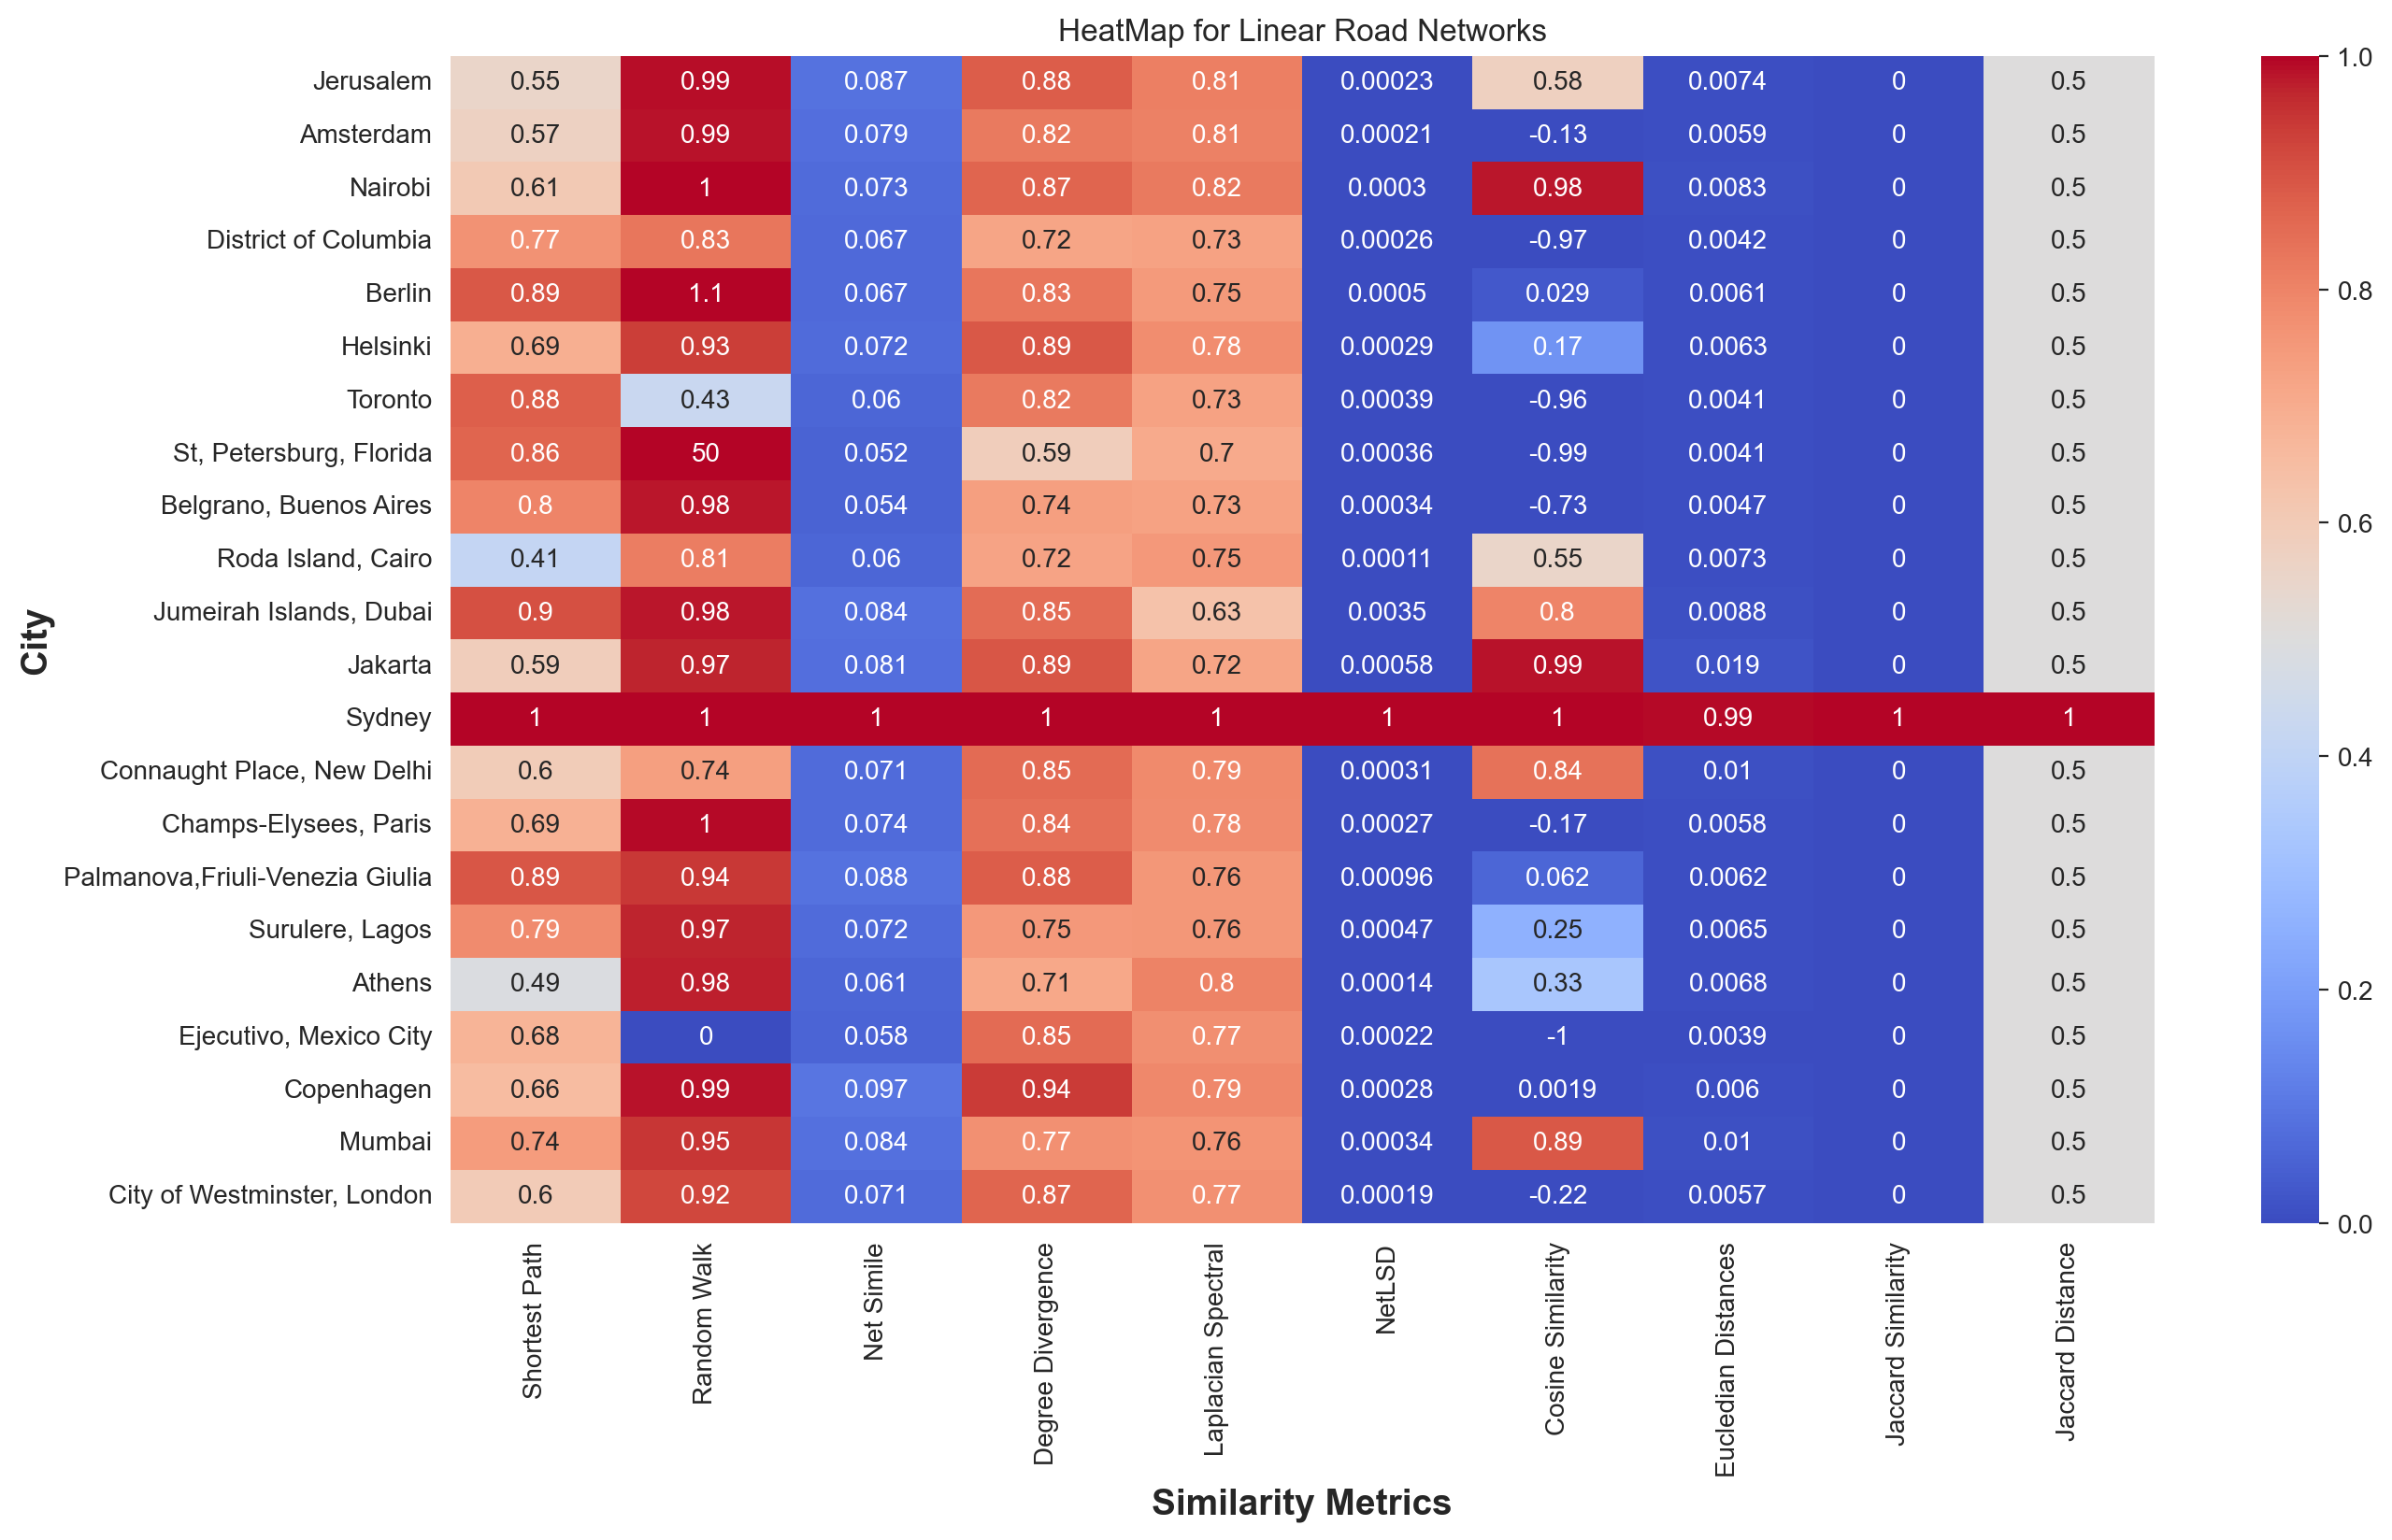 HeatMap for Linear Road Networks
Jerusalem 0.55 0.99 0.087 0.88 0.81 0.00023 0.58 0.0074 0 0.5
Amsterdam 0.57 0.99 0.079 0.82 0.81 0.00021 -0.13 0.0059 0 0.5
Nairobi 0.61 1 0.073 0.87 0.82 0.0003 0.98 0.0083 0 0.5
District of Columbia 0.77 0.83 0.067 0.72 0.73 0.00026 -0.97 0.0042 0 0.5
Berlin 0.89 1.1 0.067 0.83 0.75 0.0005 0.029 0.0061 0 0.5
Helsinki 0.69 0.93 0.072 0.89 0.78 0.00029 0.17 0.0063 0 0.5
Toronto 0.88 0.43 0.06 0.82 0.73 0.00039 -0.96 0.0041 0 0.5
St, Petersburg, Florida 0.86 50 0.052 0.59 0.7 0.00036 -0.99 0.0041 0 0.5
Belgrano, Buenos Aires 0.8 0.98 0.054 0.74 0.73 0.00034 -0.73 0.0047 0 0.5
Roda Island, Cairo 0.41 0.81 0.06 0.72 0.75 0.00011 0.55 0.0073 0 0.5
Jumeirah Islands, Dubai 0.9 0.98 0.084 0.85 0.63 0.0035 0.8 0.0088 0 0.5
Jakarta 0.59 0.97 0.081 0.89 0.72 0.00058 0.99 0.019 0 0.5
Sydney 1 1 1 1 1 1 1 0.99 1 1
Connaught Place, New Delhi 0.6 0.74 0.071 0.85 0.79 0.00031 0.84 0.01 0 0.5
Champs-Elysees, Paris 0.69 1 0.074 0.84 0.78 0.00027 -0.17 0.0058 0 0.5
Palmanova,Friuli-Venezia Giulia 0.89 0.94 0.088 0.88 0.76 0.00096 0.062 0.0062 0 0.5
Surulere, Lagos 0.79 0.97 0.072 0.75 0.76 0.00047 0.25 0.0065 0 0.5
Athens 0.49 0.98 0.061 0.71 0.8 0.00014 0.33 0.0068 0 0.5
Ejecutivo, Mexico City 0.68 0 0.058 0.85 0.77 0.00022 -1 0.0039 0 0.5
Copenhagen 0.66 0.99 0.097 0.94 0.79 0.00028 0.0019 0.006 0 0.5
Mumbai 0.74 0.95 0.084 0.77 0.76 0.00034 0.89 0.01 0 0.5
City of Westminster, London 0.6 0.92 0.071 0.87 0.77 0.00019 -0.22 0.0057 0 0.5
City
Shortest Path
Random Walk
Net Simile
Degree Divergence
Laplacian Spectral
NetLSD
Cosine Similarity
Eucledian Distances
Jaccard Similarity
Jaccard Distance
Similarity Metrics
1.0
0.8
0.6
0.4
0.2
0.0